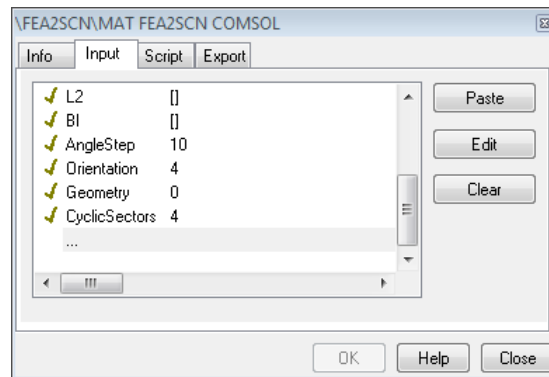 \FEA2SCN\MAT FEA2SCN COMSOL
Info Input Script Export
L2 []
BI []
AngleStep 10
Orientation 4
Geometry 0
CyclicSectors 4
...
Paste
Edit
Clear
OK Help Close